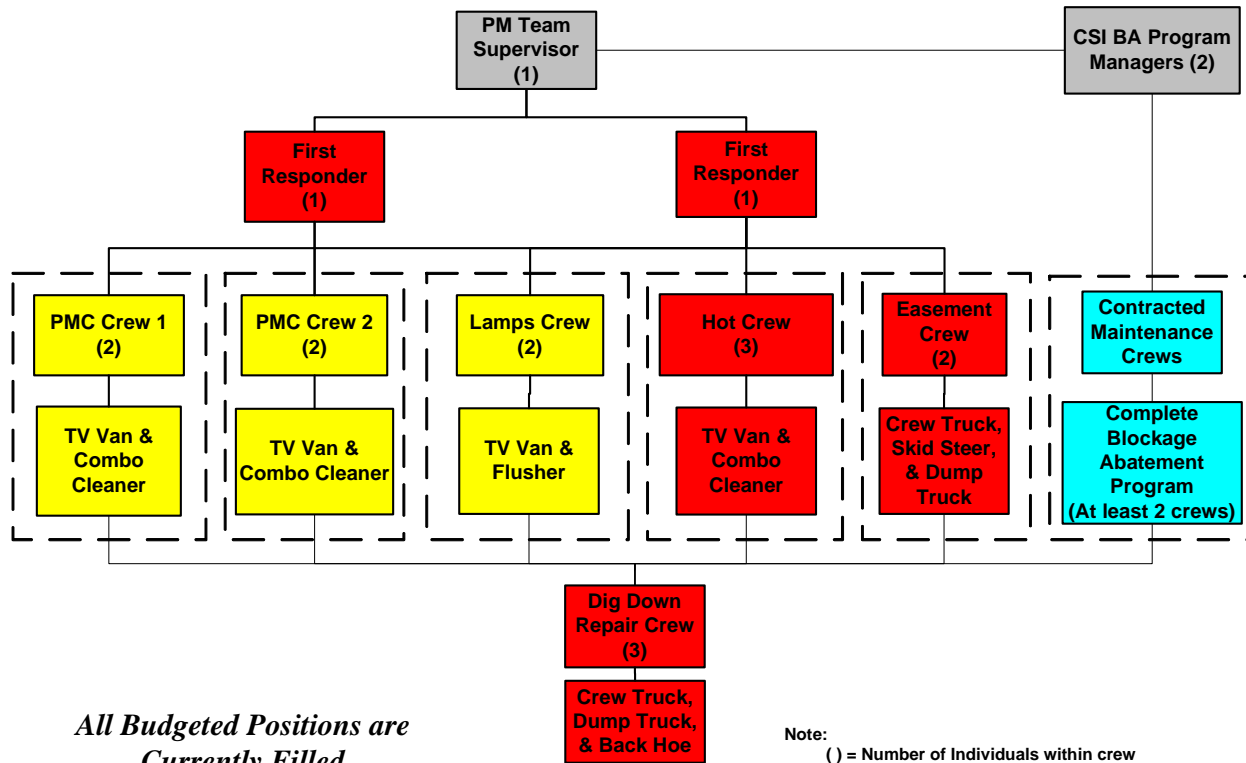 PM Team
Supervisor
(1)
CSI BA Program
Managers (2)
First
Responder
(1)
First
Responder
(1)
PMC Crew 1
(2)
PMC Crew 2
(2)
Lamps Crew
(2)
Hot Crew
(3)
Easement
Crew
(2)
Contracted
Maintenance
Crews
TV Van &
Combo
Cleaner
TV Van &
Combo Cleaner
TV Van &
Flusher
TV Van &
Combo
Cleaner
Crew Truck,
Skid Steer,
& Dump
Truck
Complete
Blockage
Abatement
Program
(At least 2 crews)
Dig Down
Repair Crew
(3)
Crew Truck,
Dump Truck,
& Back Hoe
All Budgeted Positions are
Currently Filled
Note:
( ) = Number of Individuals within crew